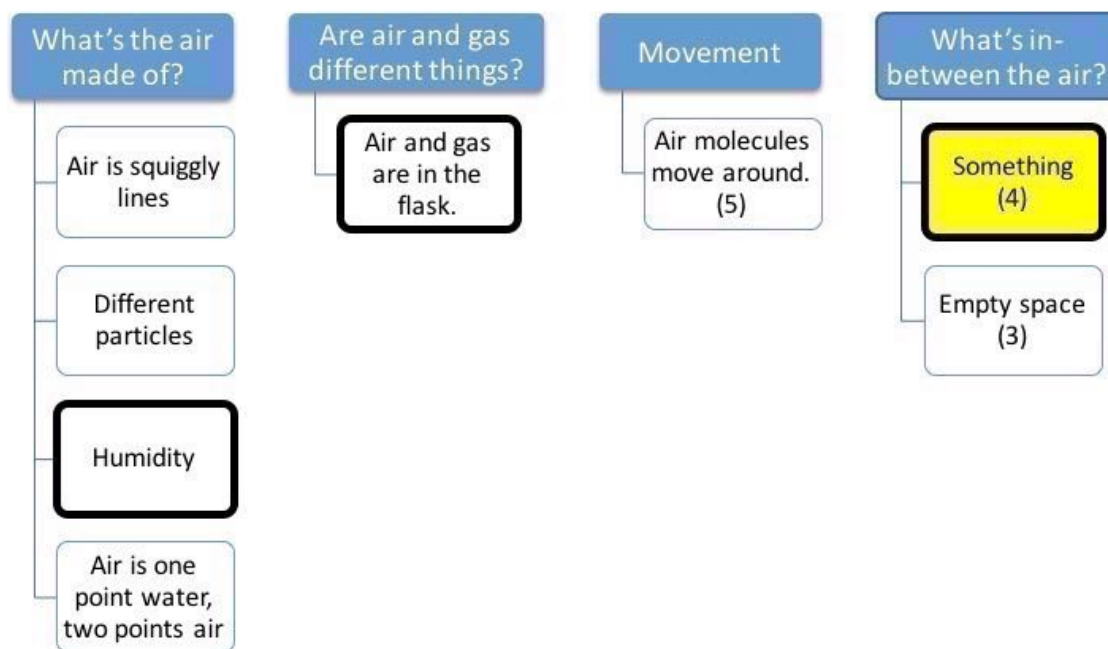 What's the air
made of?
Air is squiggly
lines
Different
particles
Humidity
Air is one
point water,
two points air
Are air and gas
different things?
Air and gas
are in the
flask.
Movement
Air molecules
move around.
(5)
What's in-
between the air?
Something
(4)
Empty space
(3)